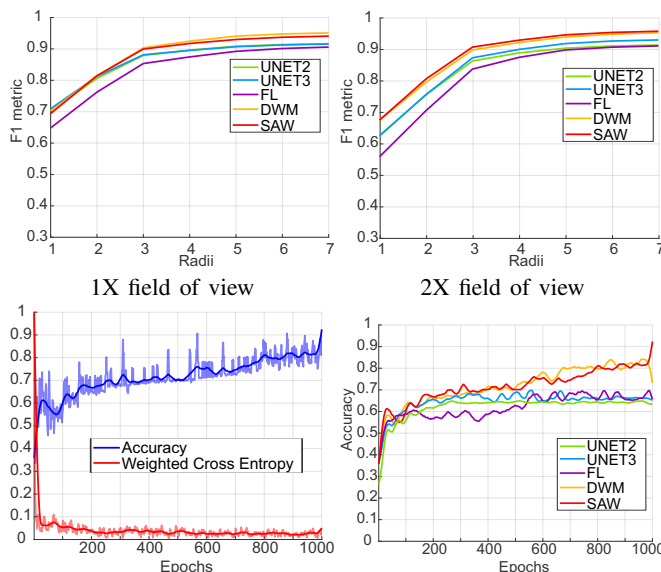 1
0.9
0.8
0.7
0.6
0.5
0.4
0.3
F1 metric
UNET2
UNET3
FL
DWM
SAW
1 2 3 4 5 6 7
Radii
1X field of view
1
0.9
0.8
0.7
0.6
0.5
0.4
0.3
F1 metric
UNET2
UNET3
FL
DWM
SAW
1 2 3 4 5 6 7
Radii
2X field of view
1
0.9
0.8
0.7
0.6
0.5
0.4
0.3
0.2
0.1
0
Accuracy
Weighted Cross Entropy
200 400 600 800 1000
Epochs
1
0.9
0.8
0.7
0.6
0.5
0.4
0.3
0.2
0.1
0
Accuracy
UNET2
UNET3
FL
DWM
SAW
200 400 600 800 1000
Epochs